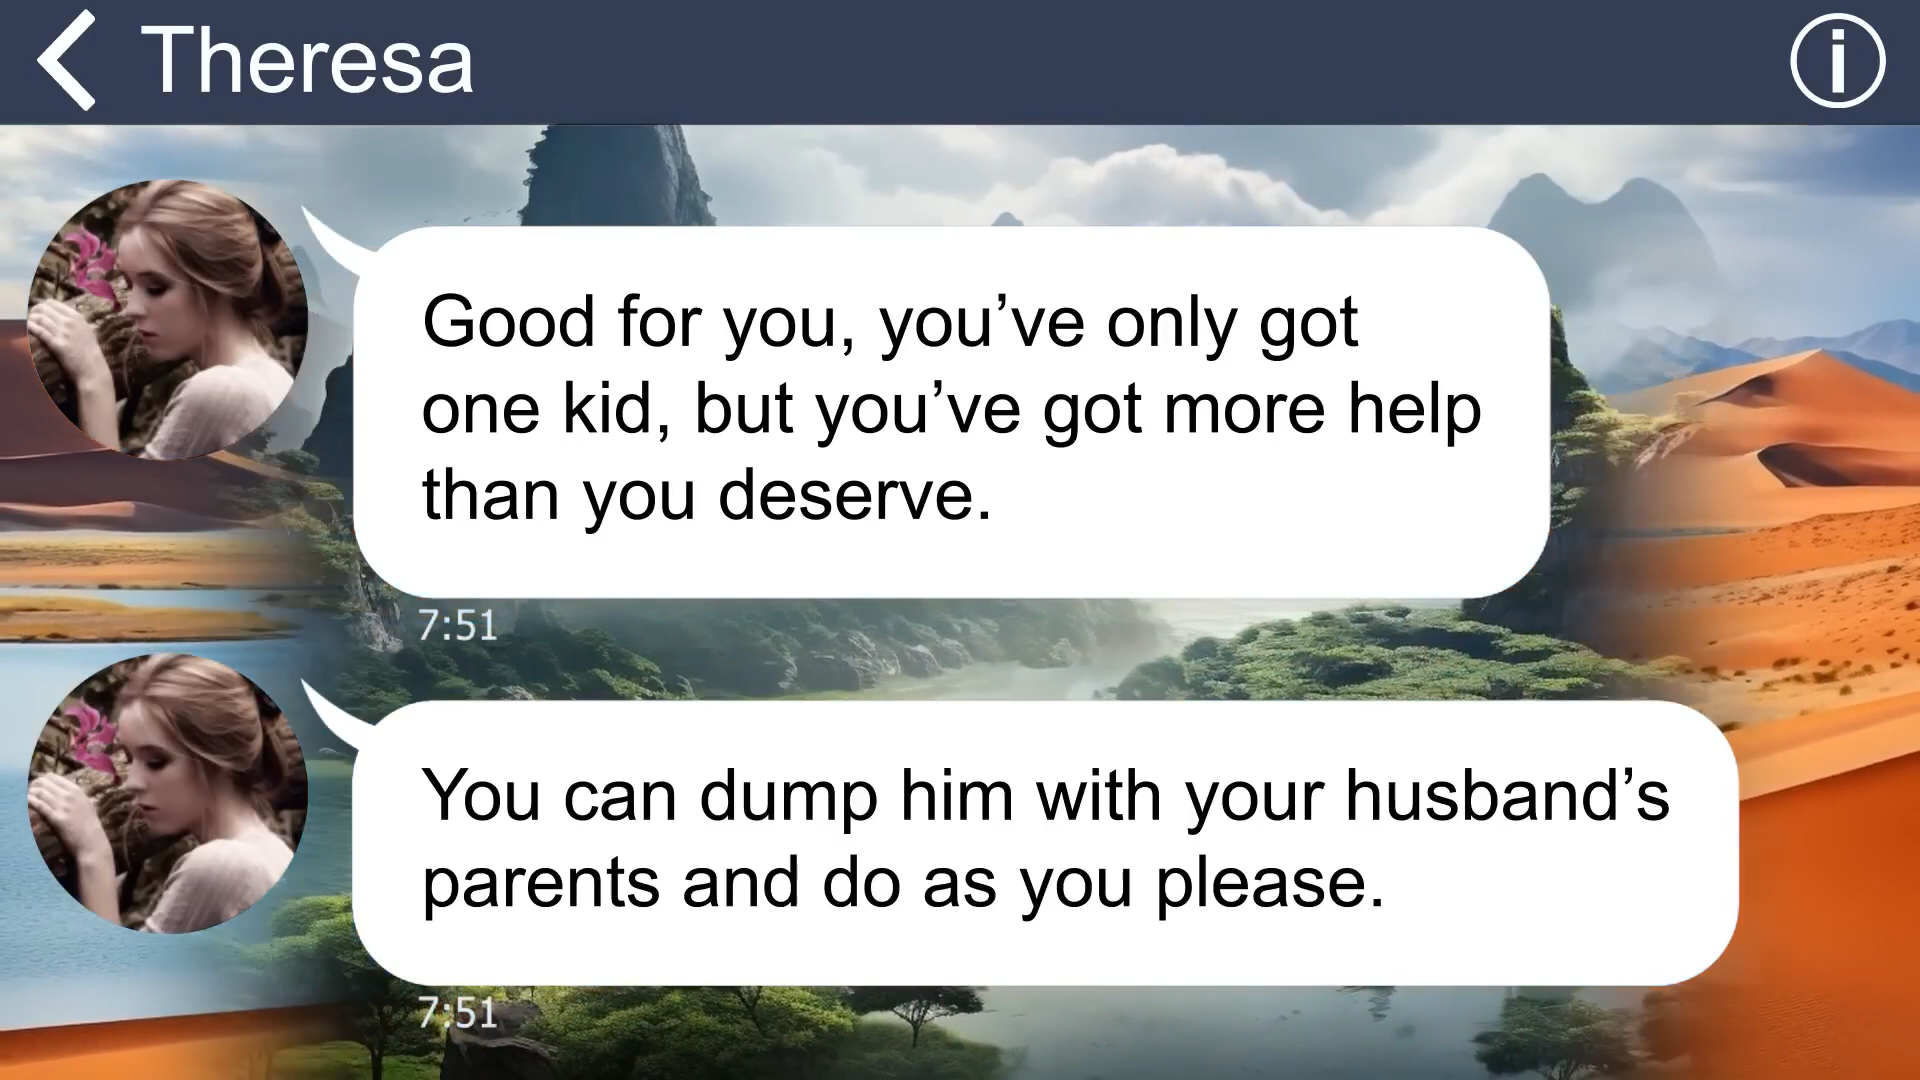 Theresa
Good for you, you’ve only got
one kid, but you’ve got more help
than you deserve.
7:51
You can dump him with your husband’s
parents and do as you please.
7:51